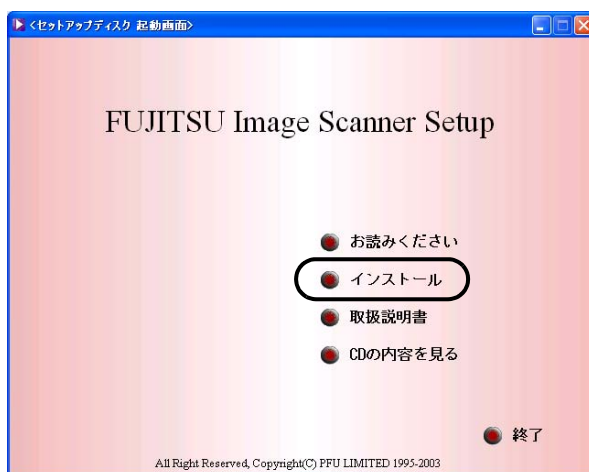 <セットアップディスク 起動画面>
FUJITSU Image Scanner Setup
お読みください
インストール
取扱説明書
CDの内容を見る
終了
All Right Reserved, Copyright(C) PFU LIMITED 1995-2003